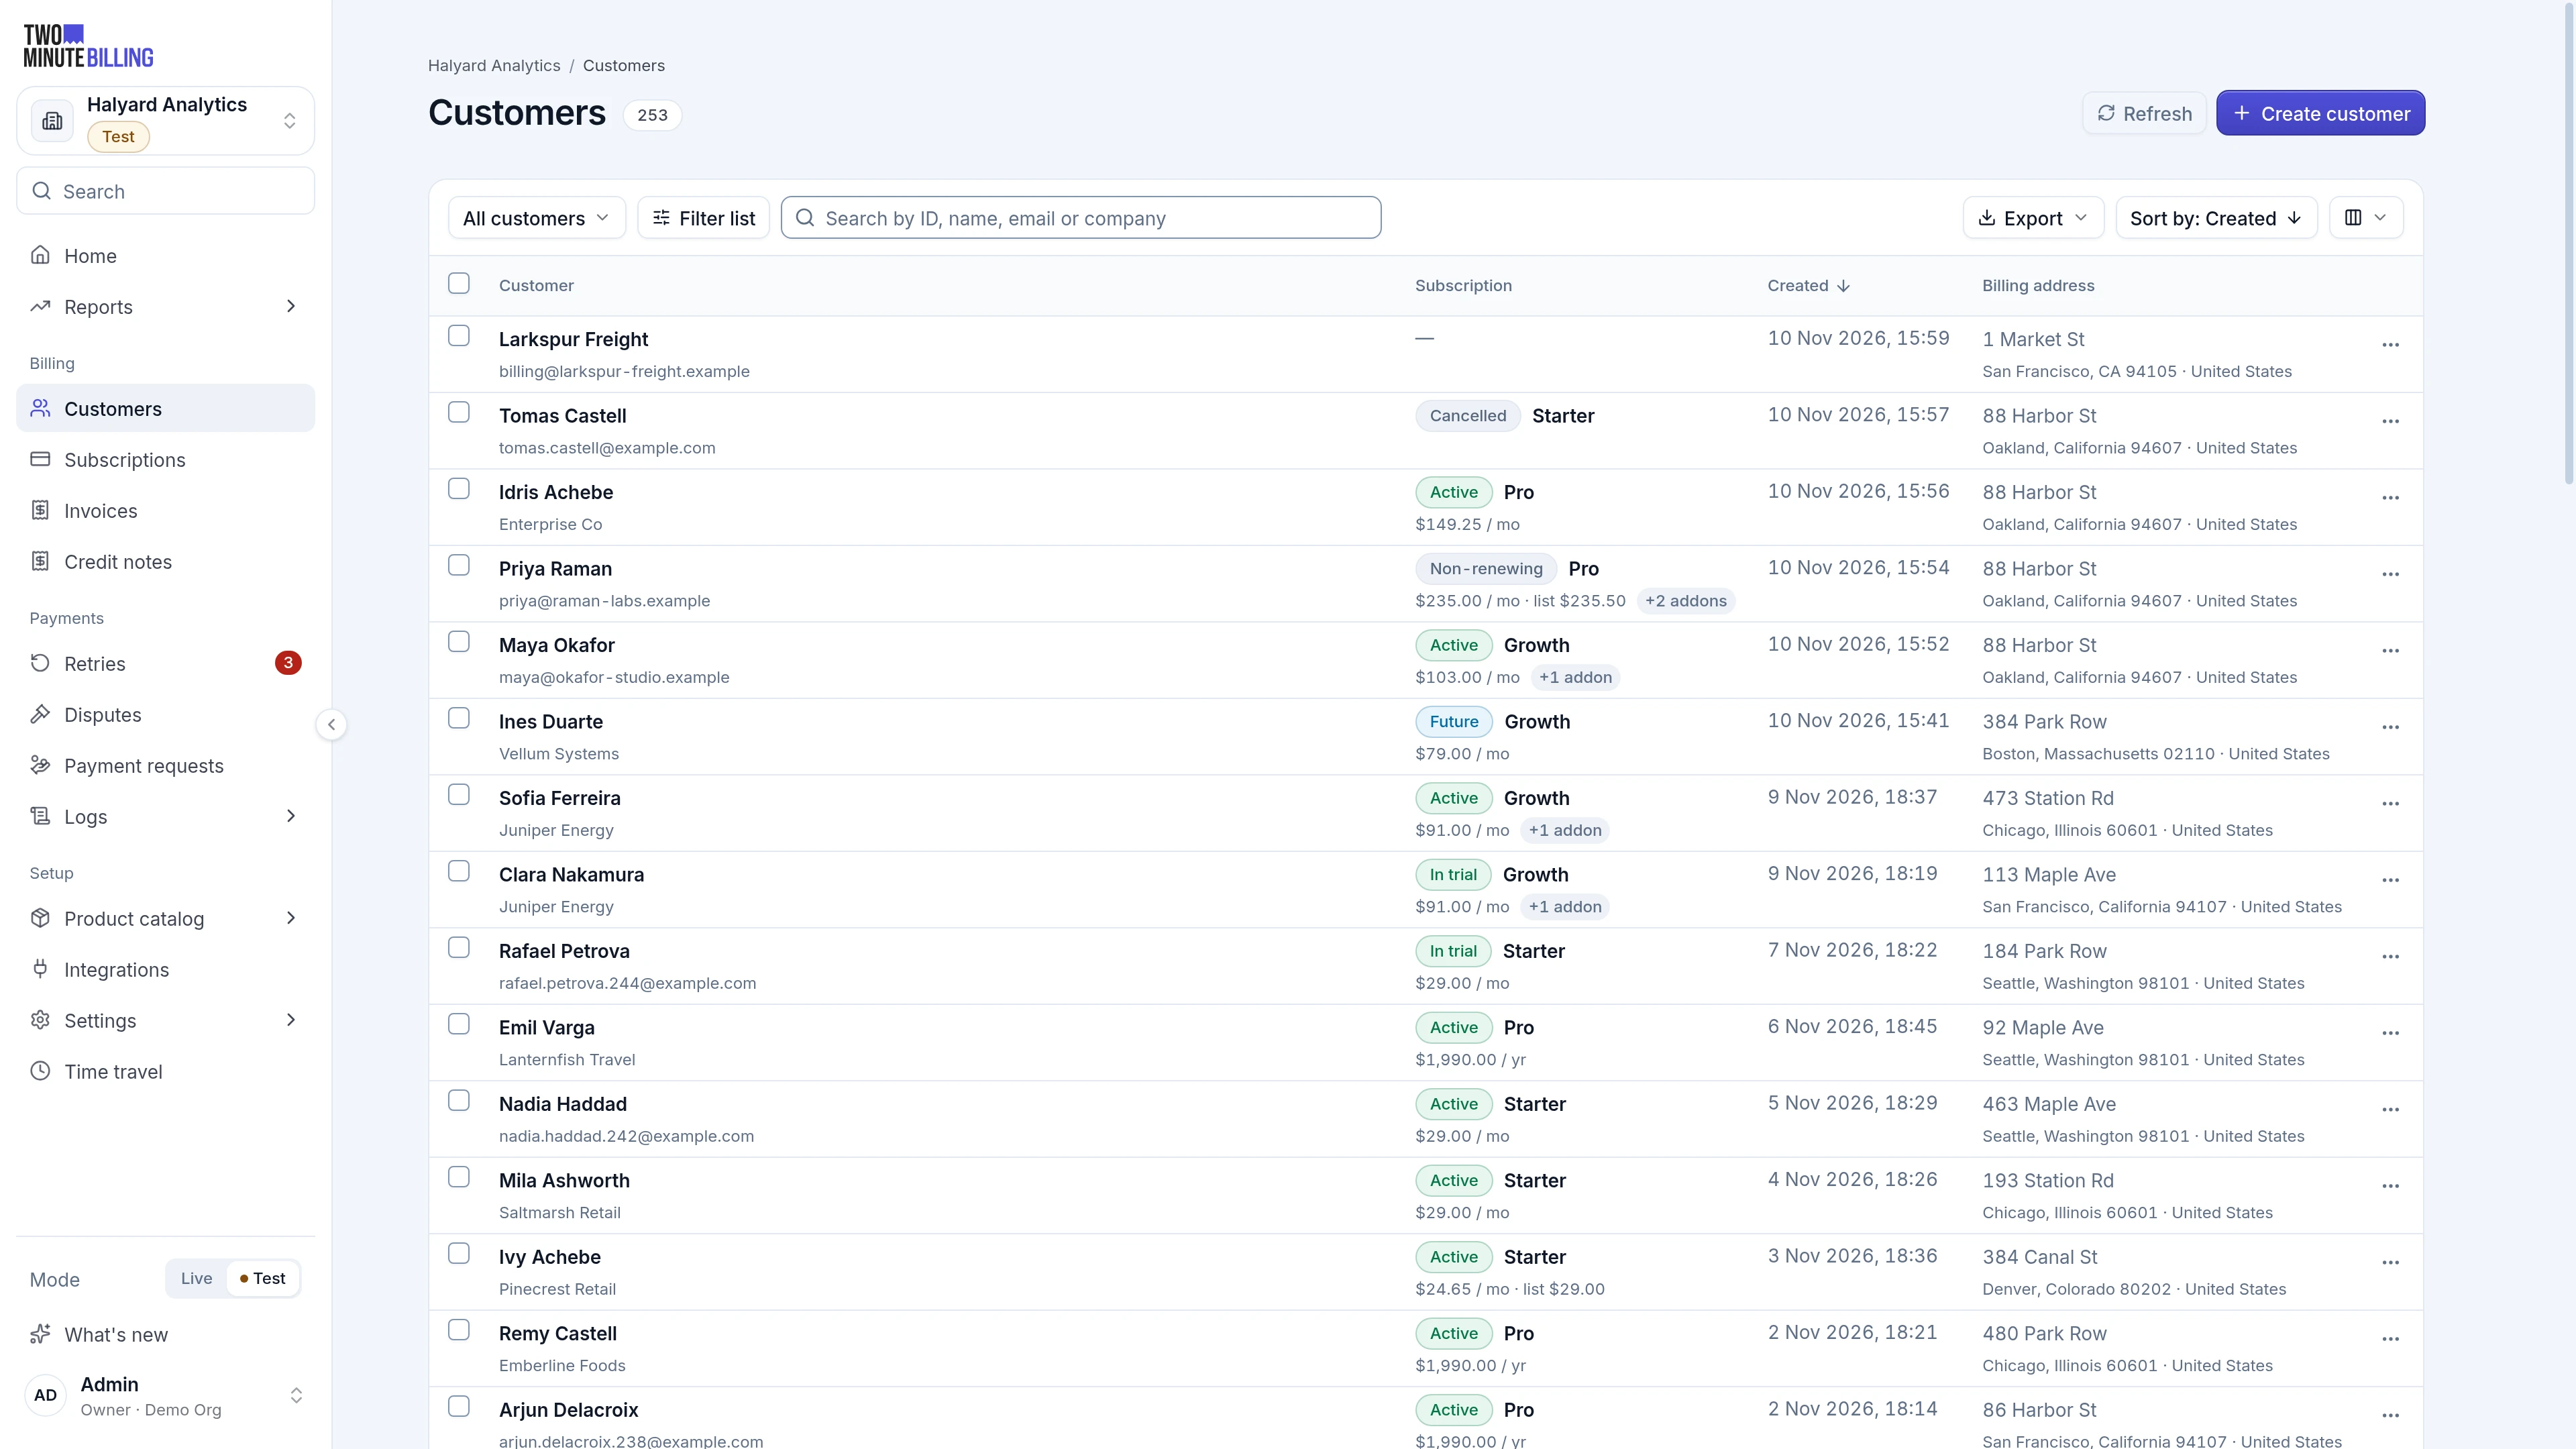 TWO
MINUTE BILLING
Halyard Analytics
Test
Search
Home
Reports
Billing
Customers
Subscriptions
Invoices
Credit notes
Payments
Retries 3
Disputes
Payment requests
Logs
Setup
Product catalog
Integrations
Settings
Time travel
Mode Live Test
What's new
AD Admin
Owner · Demo Org
Halyard Analytics / Customers
Customers 253
Refresh
Create customer
All customers
Filter list
Search by ID, name, email or company
Export
Sort by: Created
Customer Subscription Created Billing address
Larkspur Freight — 10 Nov 2026, 15:59 1 Market St
billing@larkspur-freight.example San Francisco, CA 94105 · United States
Tomas Castell Cancelled Starter 10 Nov 2026, 15:57 88 Harbor St
tomas.castell@example.com Oakland, California 94607 · United States
Idris Achebe Active Pro 10 Nov 2026, 15:56 88 Harbor St
Enterprise Co $149.25 / mo Oakland, California 94607 · United States
Priya Raman Non-renewing Pro 10 Nov 2026, 15:54 88 Harbor St
priya@raman-labs.example $235.00 / mo · list $235.50 +2 addons Oakland, California 94607 · United States
Maya Okafor Active Growth 10 Nov 2026, 15:52 88 Harbor St
maya@okafor-studio.example $103.00 / mo +1 addon Oakland, California 94607 · United States
Ines Duarte Future Growth 10 Nov 2026, 15:41 384 Park Row
Vellum Systems $79.00 / mo Boston, Massachusetts 02110 · United States
Sofia Ferreira Active Growth 9 Nov 2026, 18:37 473 Station Rd
Juniper Energy $91.00 / mo +1 addon Chicago, Illinois 60601 · United States
Clara Nakamura In trial Growth 9 Nov 2026, 18:19 113 Maple Ave
Juniper Energy $91.00 / mo +1 addon San Francisco, California 94107 · United States
Rafael Petrova In trial Starter 7 Nov 2026, 18:22 184 Park Row
rafael.petrova.244@example.com $29.00 / mo Seattle, Washington 98101 · United States
Emil Varga Active Pro 6 Nov 2026, 18:45 92 Maple Ave
Lanternfish Travel $1,990.00 / yr Seattle, Washington 98101 · United States
Nadia Haddad Active Starter 5 Nov 2026, 18:29 463 Maple Ave
nadia.haddad.242@example.com $29.00 / mo Seattle, Washington 98101 · United States
Mila Ashworth Active Starter 4 Nov 2026, 18:26 193 Station Rd
Saltmarsh Retail $29.00 / mo Chicago, Illinois 60601 · United States
Ivy Achebe Active Starter 3 Nov 2026, 18:36 384 Canal St
Pinecrest Retail $24.65 / mo · list $29.00 Denver, Colorado 80202 · United States
Remy Castell Active Pro 2 Nov 2026, 18:21 480 Park Row
Emberline Foods $1,990.00 / yr Chicago, Illinois 60601 · United States
Arjun Delacroix Active Pro 2 Nov 2026, 18:14 86 Harbor St
arjun.delacroix.238@example.com $1,990.00 / yr San Francisco, California 94107 · United States